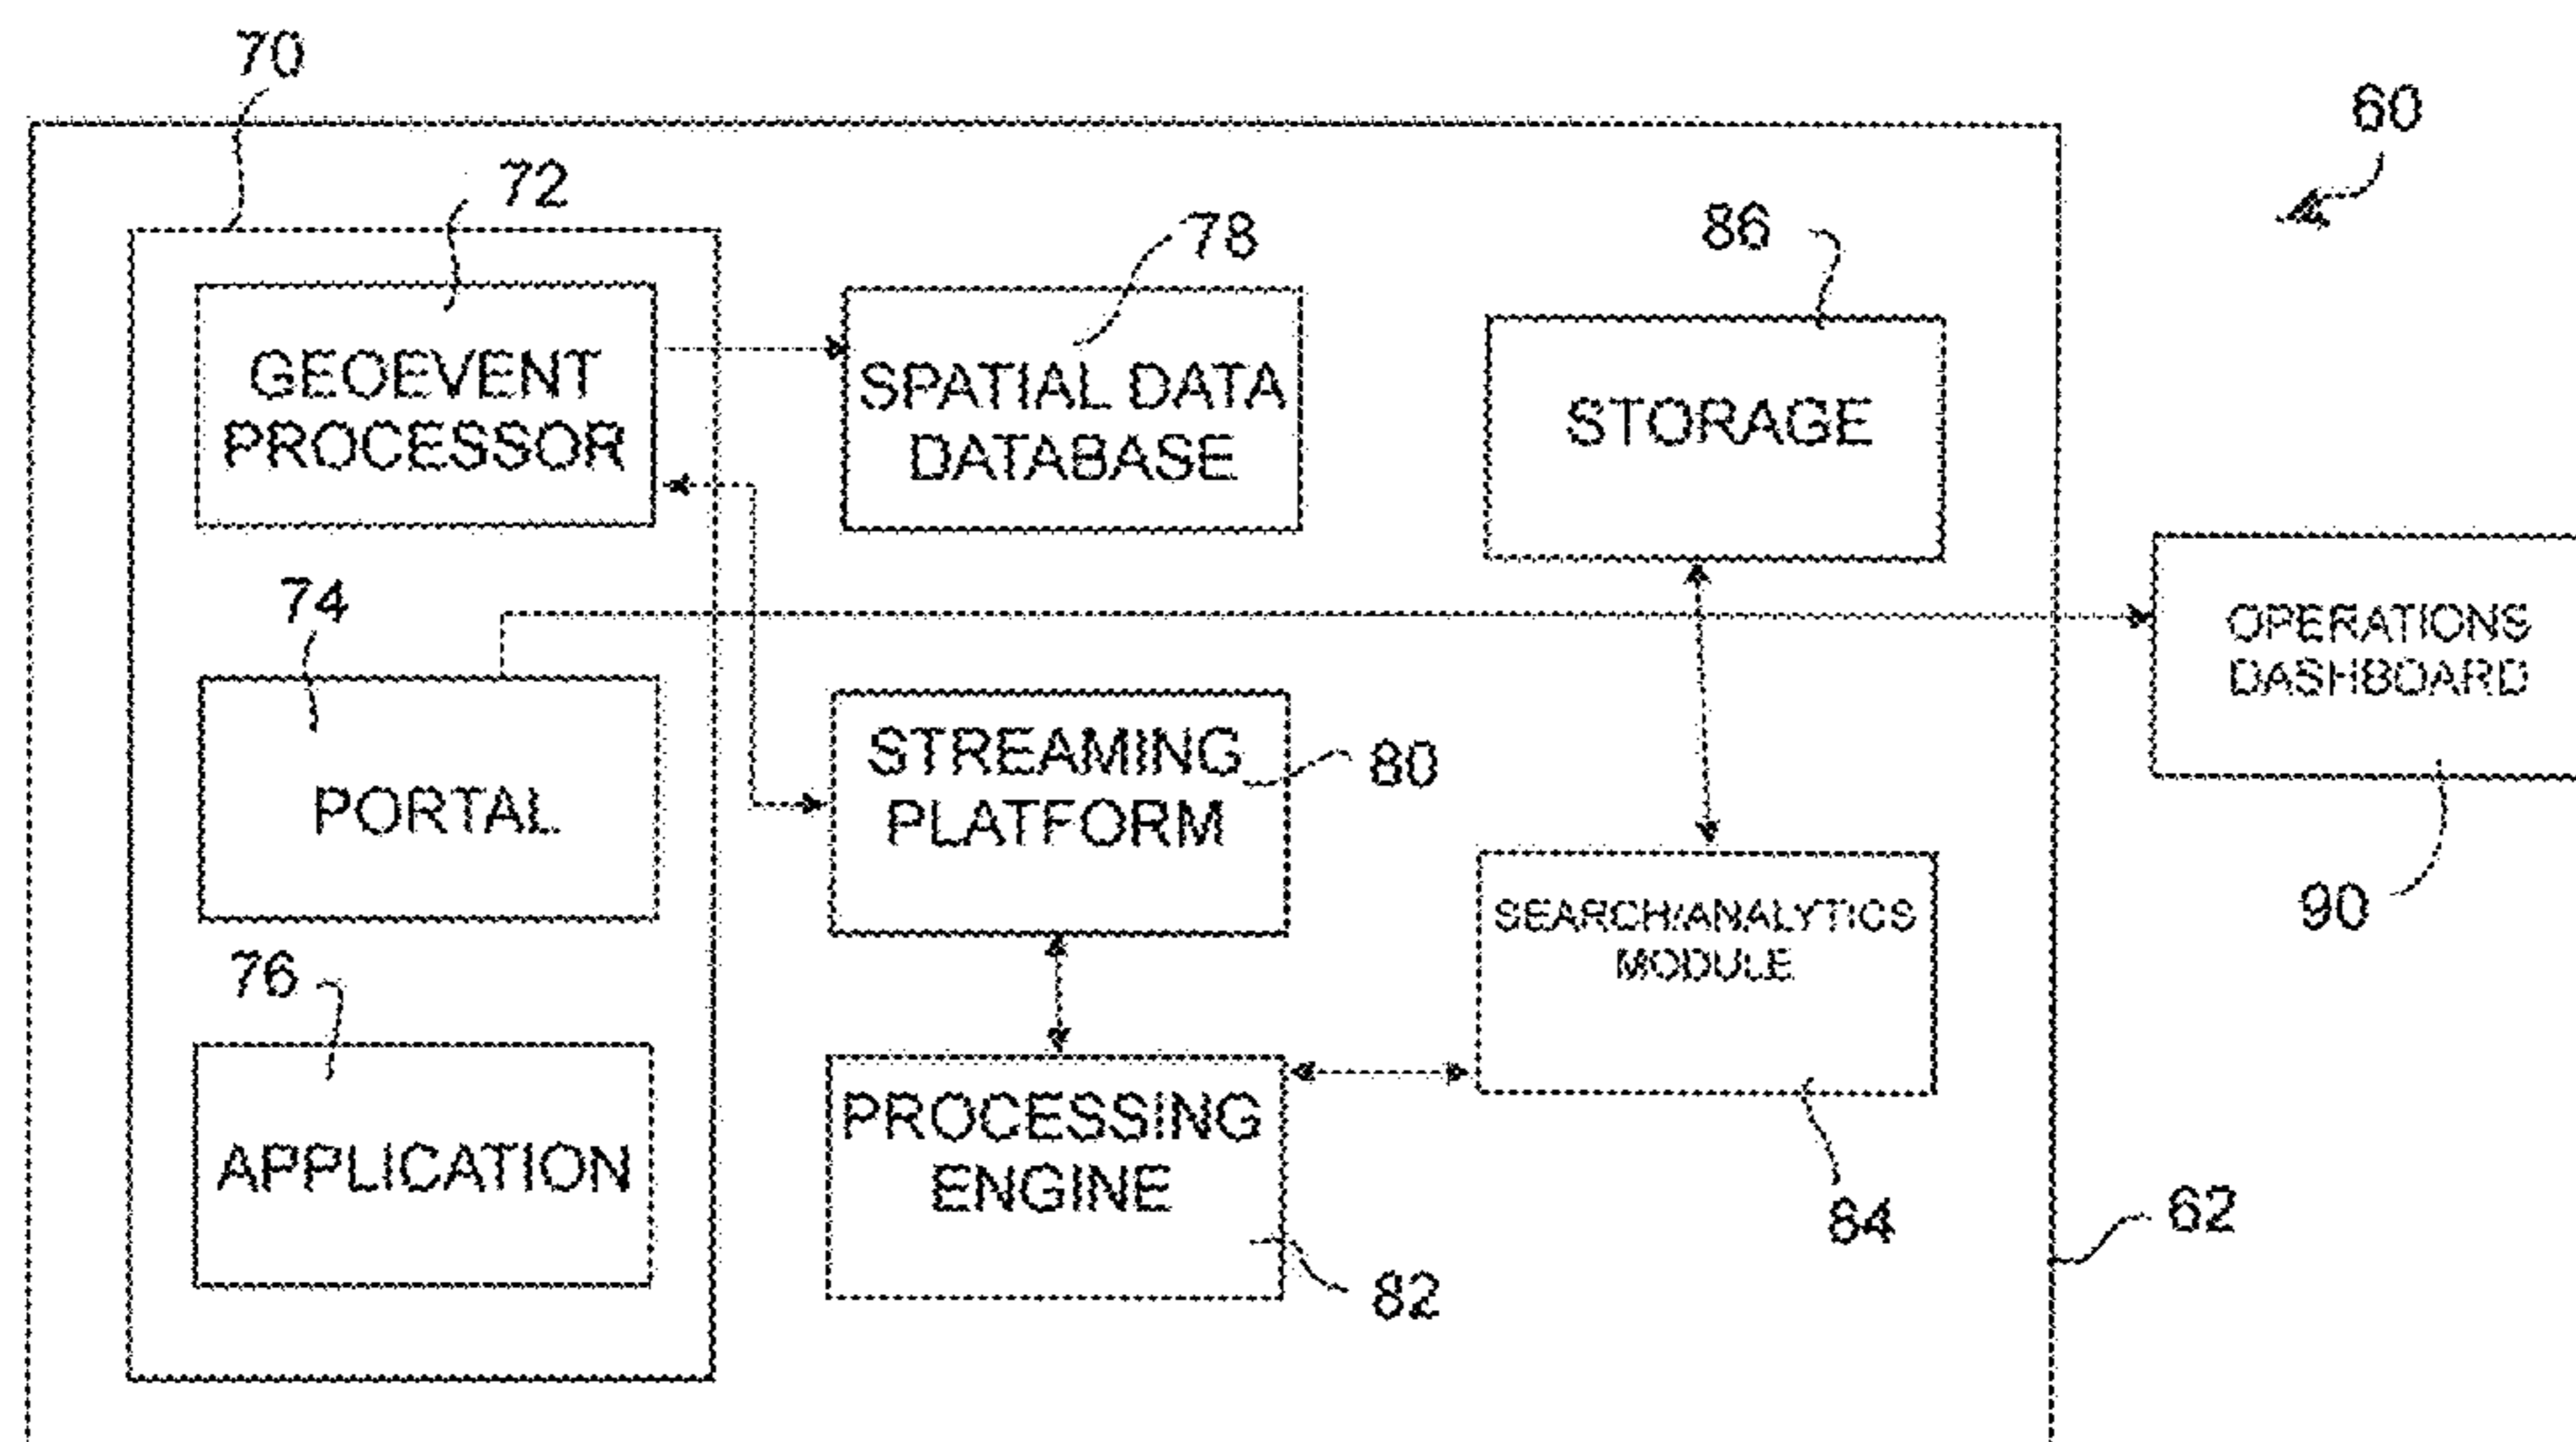 70
60
72
78
86
GEOEVENT
PROCESSOR
SPATIAL DATA
DATABASE
STORAGE
74
OPERATIONS
DASHBOARD
STREAMING
PLATFORM
80
PORTAL
90
SEARCH/ANALYTICS
MODULE
76
PROCESSING
ENGINE
APPLICATION
84
62
82